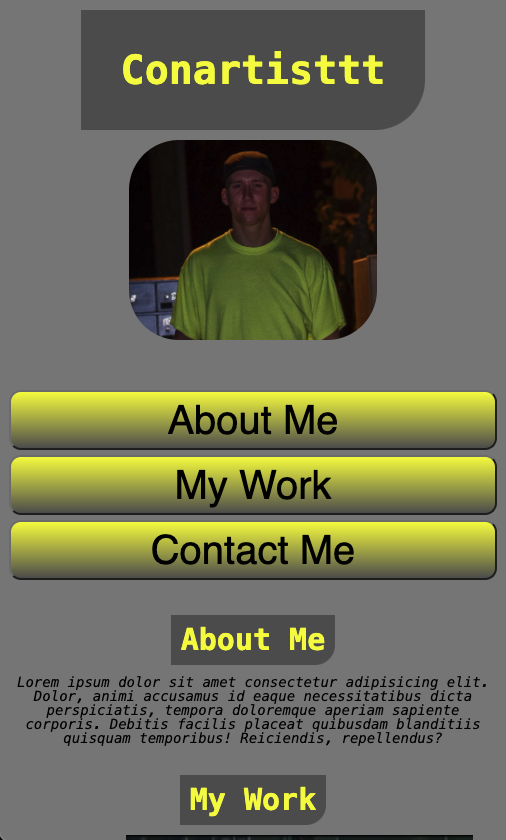 Conartisttt
About Me
My Work
Contact Me
About Me
Lorem ipsum dolor sit amet consectetur adipisicing elit.
Dolor, animi accusamus id eaque necessitatibus dicta
perspiciatis, tempora doloremque aperiam sapiente
corporis. Debitis facilis placeat quibusdam blanditiis
quisquam temporibus! Reiciendis, repellendus?
My Work